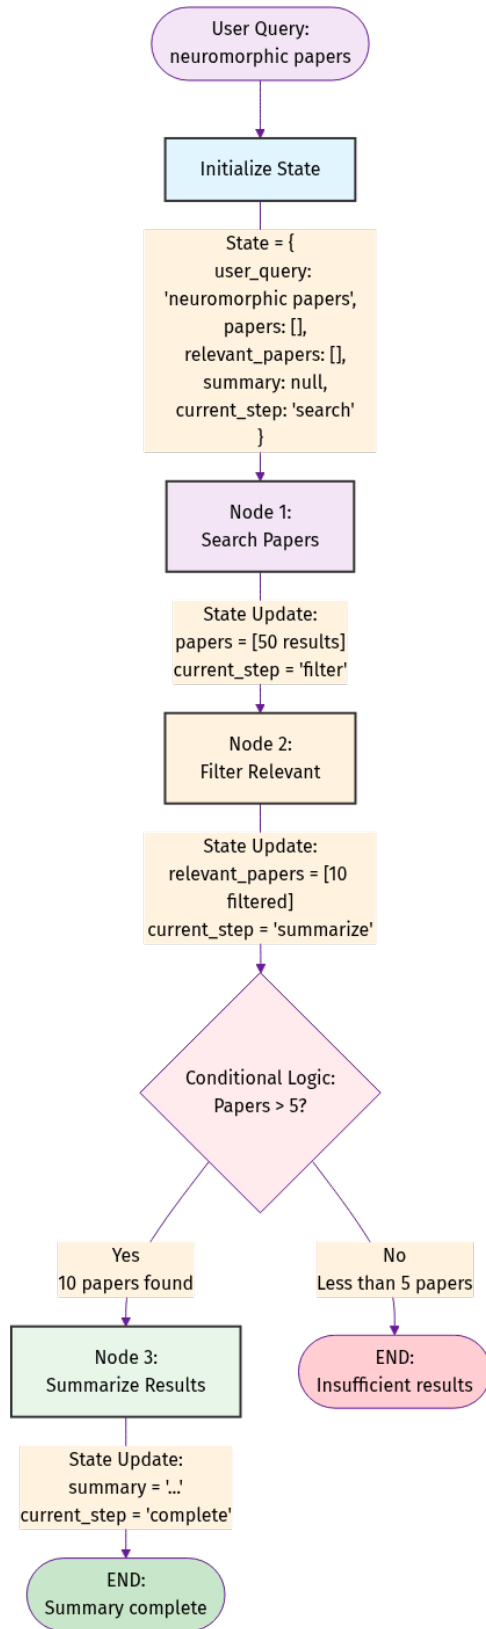 User Query:
neuromorphic papers
Initialize State
State = {
user_query:
'neuromorphic papers',
papers: [],
relevant_papers: [],
summary: null,
current_step: 'search'
}
Node 1:
Search Papers
State Update:
papers = [50 results]
current_step = 'filter'
Node 2:
Filter Relevant
State Update:
relevant_papers = [10
filtered]
current_step = 'summarize'
Conditional Logic:
Papers > 5?
Yes
10 papers found
No
Less than 5 papers
Node 3:
Summarize Results
END:
Insufficient results
State Update:
summary = '...'
current_step = 'complete'
END:
Summary complete